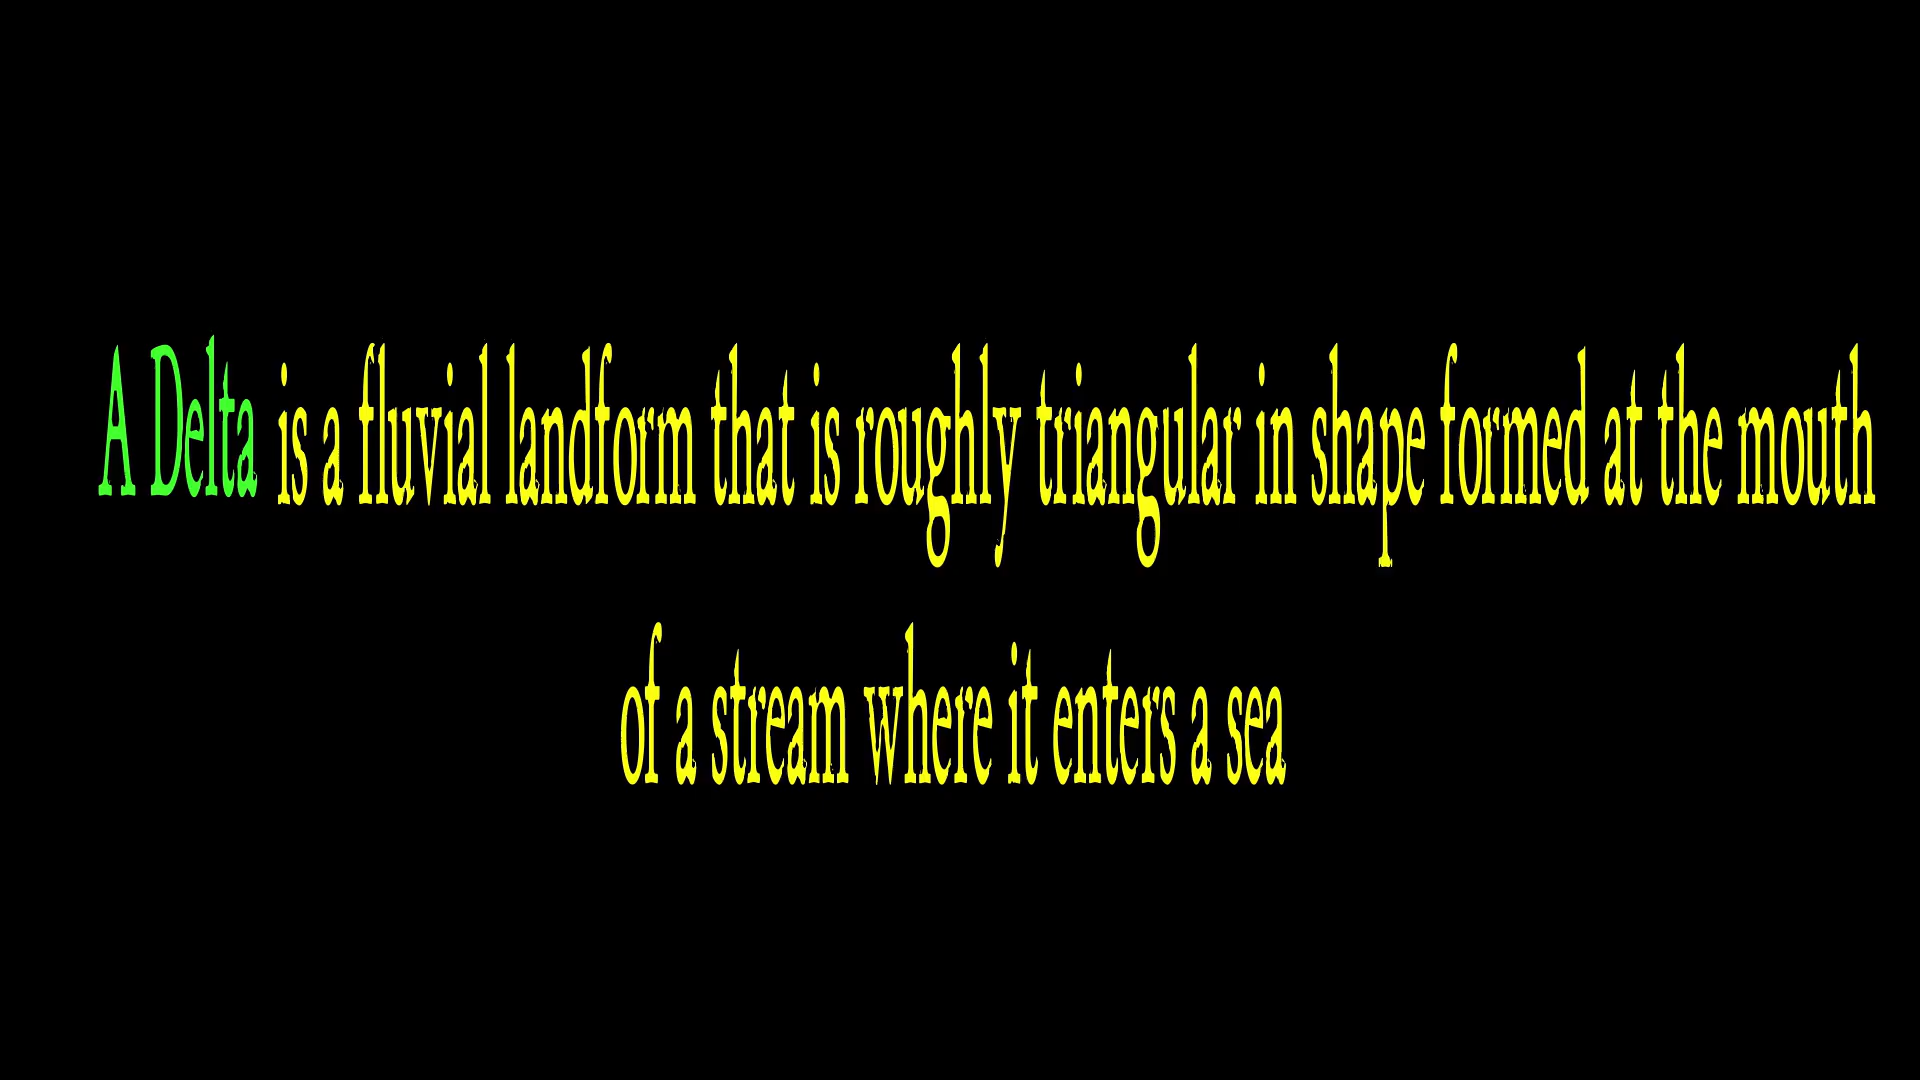 A Delta is a fluvial landform that is roughly triangular in shape formed at the mouth
of a stream where it enters a sea